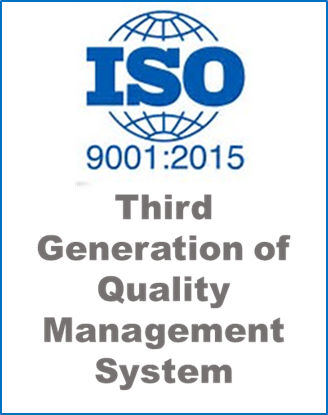 ISO
9001:2015
Third
Generation of
Quality
Management
System